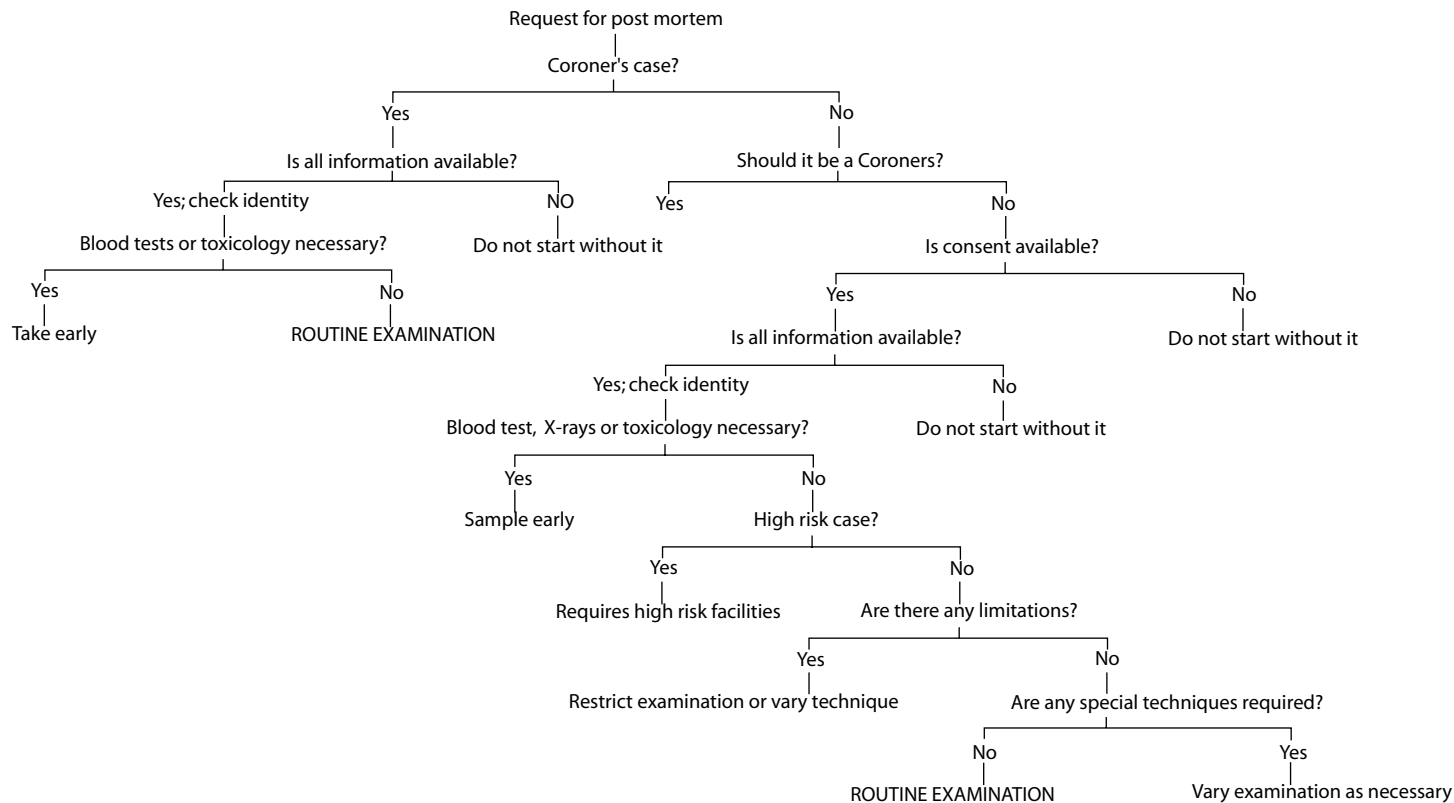 Request for post mortem
Coroner's case?
Yes
No
Is all information available?
Should it be a Coroners?
Yes; check identity
NO
Yes
No
Blood tests or toxicology necessary?
Do not start without it
Is consent available?
Yes
No
Yes
No
Take early
ROUTINE EXAMINATION
Is all information available?
Do not start without it
Yes; check identity
No
Blood test, X-rays or toxicology necessary?
Do not start without it
Yes
No
Sample early
High risk case?
Yes
No
Requires high risk facilities
Are there any limitations?
Yes
No
Restrict examination or vary technique
Are any special techniques required?
No
Yes
ROUTINE EXAMINATION
Vary examination as necessary